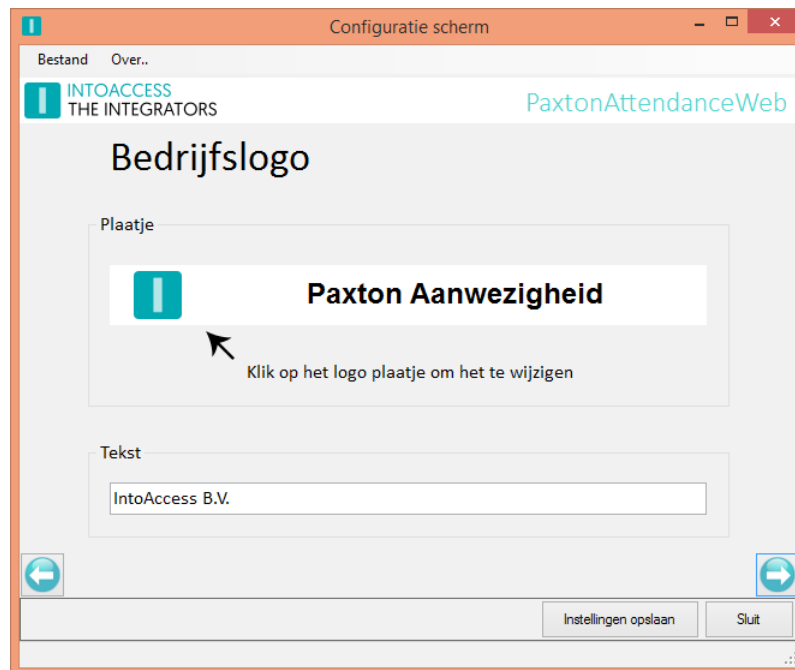 Configuratie scherm
Bestand Over..
INTOACCESS
THE INTEGRATORS
PaxtonAttendanceWeb
Bedrijfslogo
Plaatje
Paxton Aanwezigheid
Klik op het logo plaatje om het te wijzigen
Tekst
IntoAccess B.V.
Instellingen opslaan Sluit